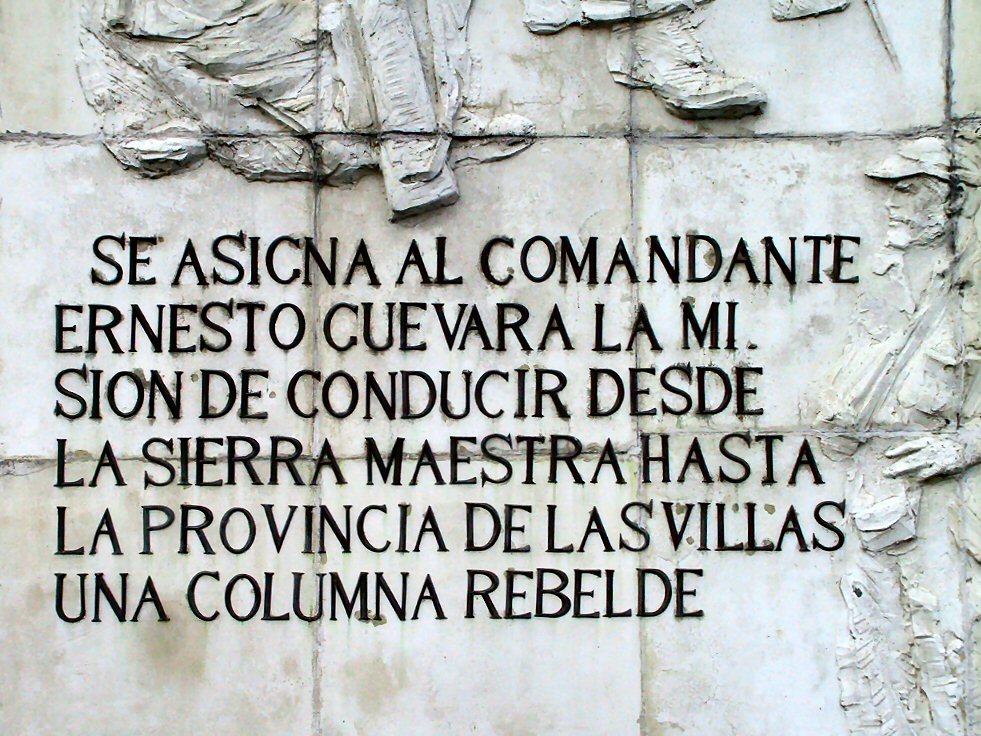 SE ASIGNA AL COMANDANTE
ERNESTO GUEVARA LA MI.
SION DE CONDUCIR DESDE
LA SIERRA MAESTRA HASTA
LA PROVINCIA DE LAS VILLAS
UNA COLUMNA REBELDE